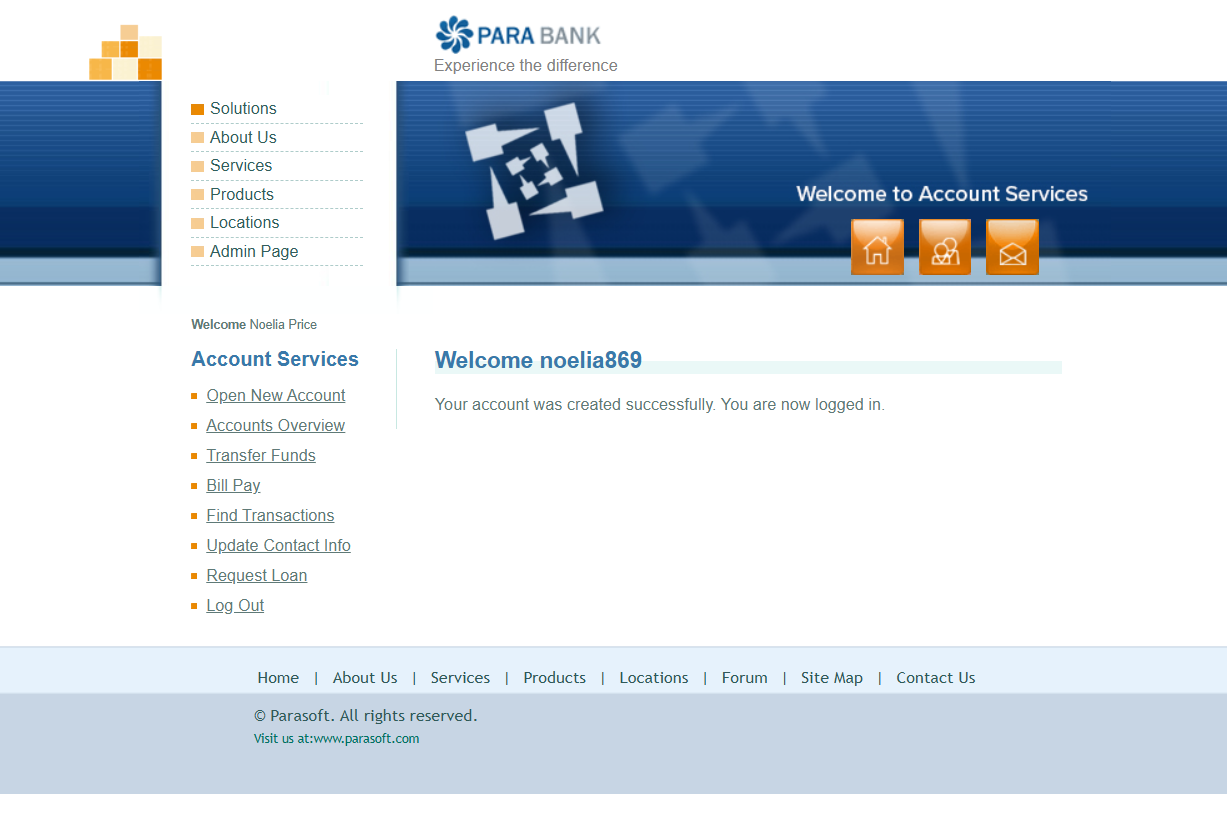 PARA BANK
Experience the difference
Solutions
About Us
Services
Products
Locations
Admin Page
Welcome to Account Services
Welcome Noelia Price
Account Services
Open New Account
Accounts Overview
Transfer Funds
Bill Pay
Find Transactions
Update Contact Info
Request Loan
Log Out
Welcome noelia869
Your account was created successfully. You are now logged in.
Home | About Us | Services | Products | Locations | Forum | Site Map | Contact Us
© Parasoft. All rights reserved.
Visit us at:www.parasoft.com